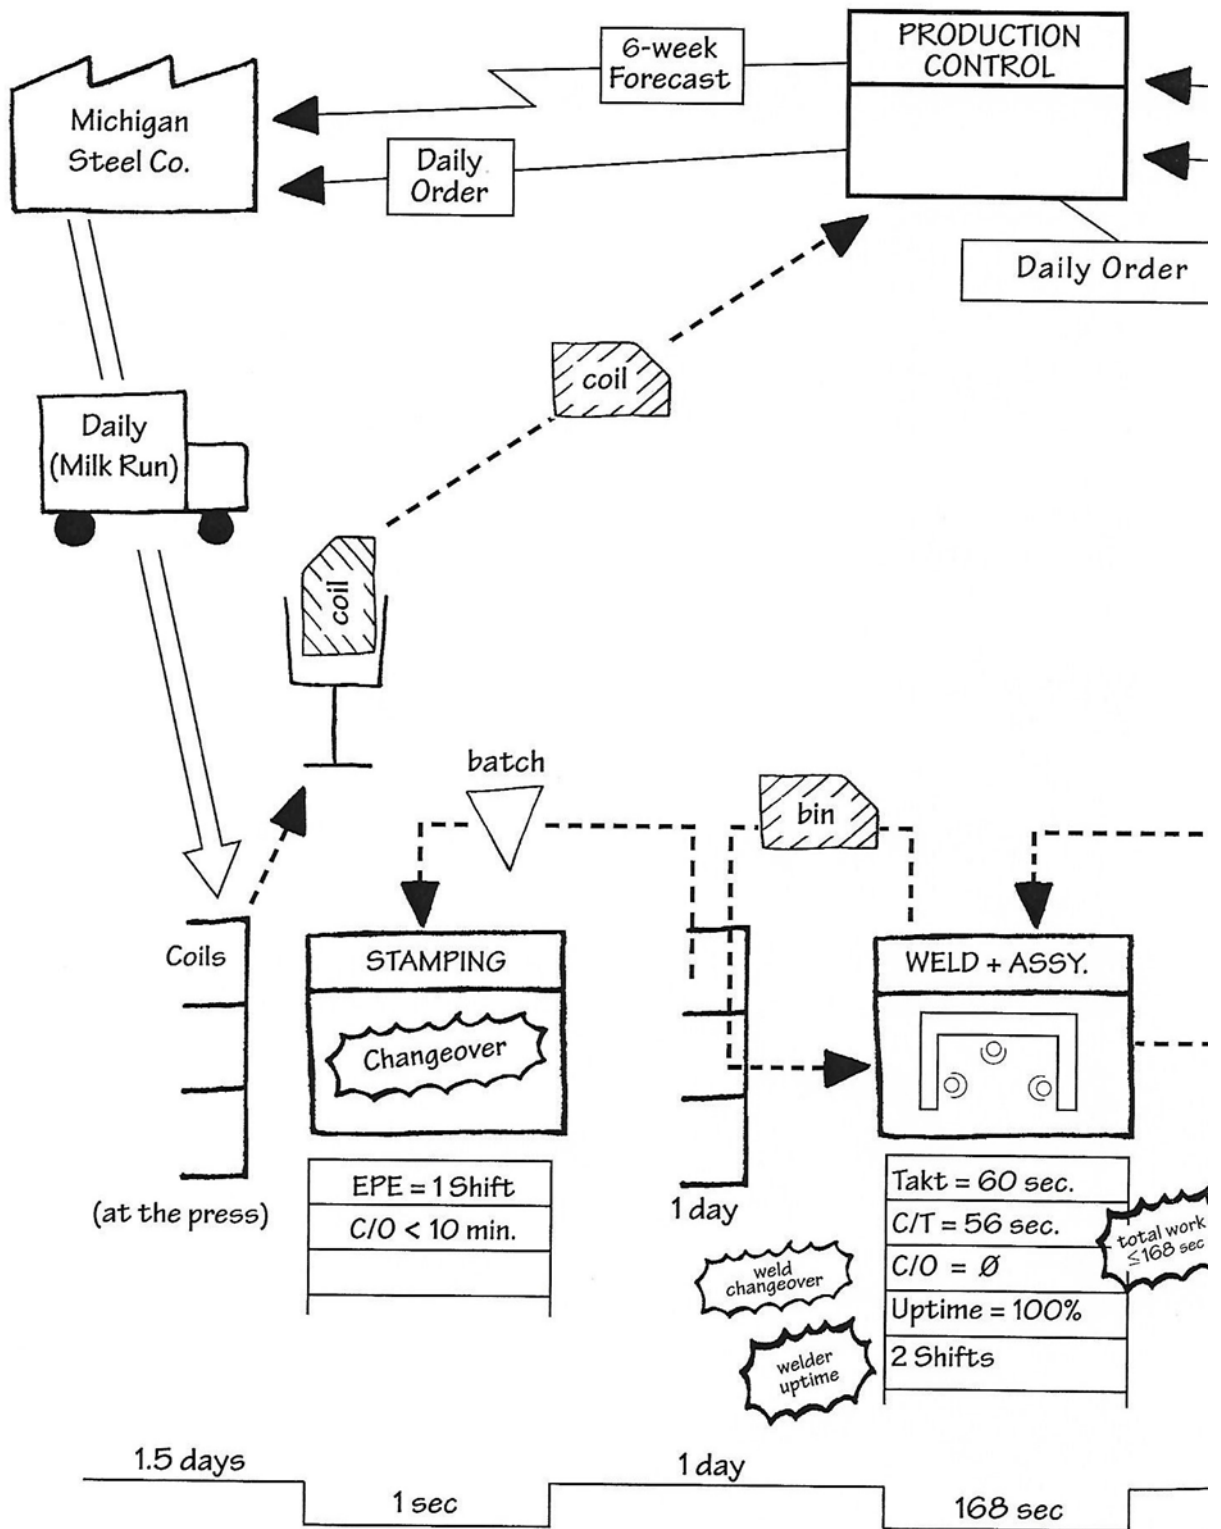 6-week
Forecast
PRODUCTION
CONTROL
Michigan
Steel Co.
Daily
Order
Daily Order
coil
Daily
(Milk Run)
coil
batch
bin
Coils
STAMPING
WELD + ASSY.
Changeover
(at the press)
EPE = 1 Shift
C/O < 10 min.
1 day
Takt = 60 sec.
C/T = 56 sec.
C/O = Ø
Uptime = 100%
2 Shifts
total work
≤168 sec
weld
changeover
welder
uptime
1.5 days
1 sec
1 day
168 sec